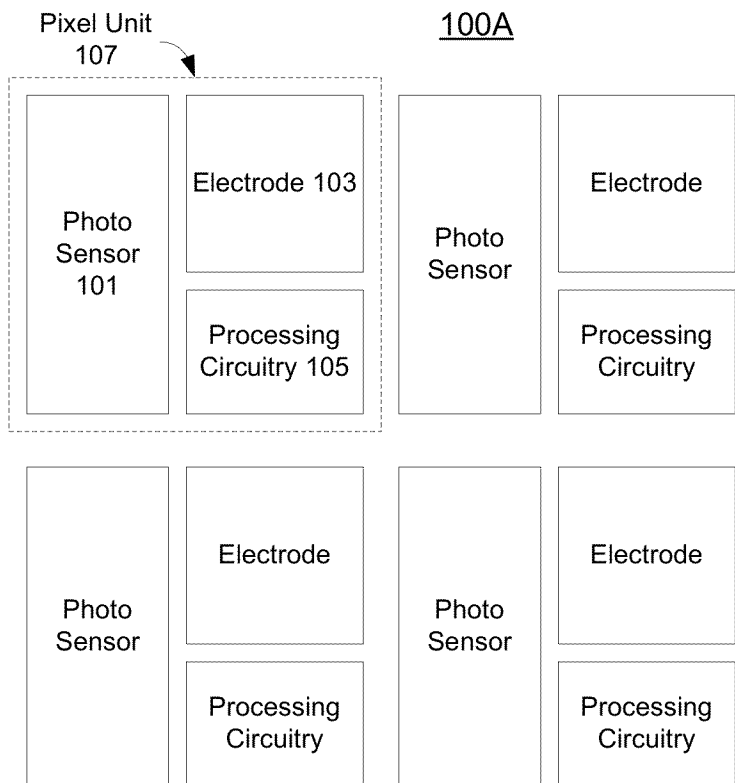 Pixel Unit
107
100A
Photo
Sensor
101
Electrode 103
Processing
Circuitry 105
Photo
Sensor
Electrode
Processing
Circuitry
Photo
Sensor
Electrode
Processing
Circuitry
Photo
Sensor
Electrode
Processing
Circuitry